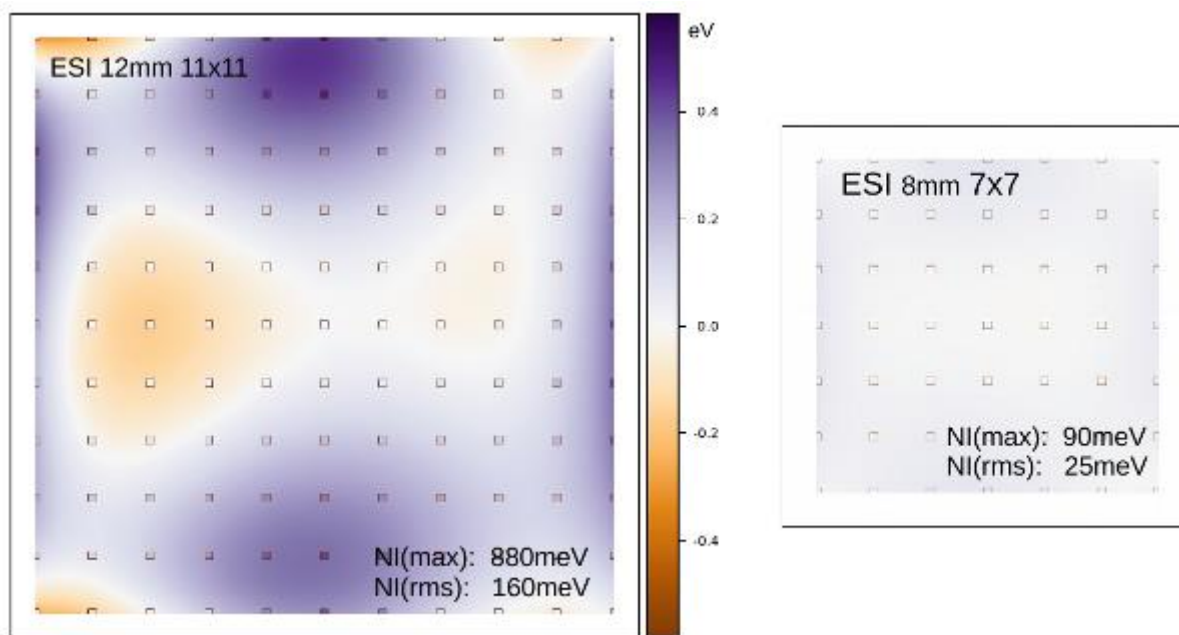 ESI 12mm 11x11
NI(max): 880meV
NI(rms): 160meV
eV
0.4
0.2
0.0
-0.2
-0.4
ESI 8mm 7x7
NI(max): 90meV
NI(rms): 25meV